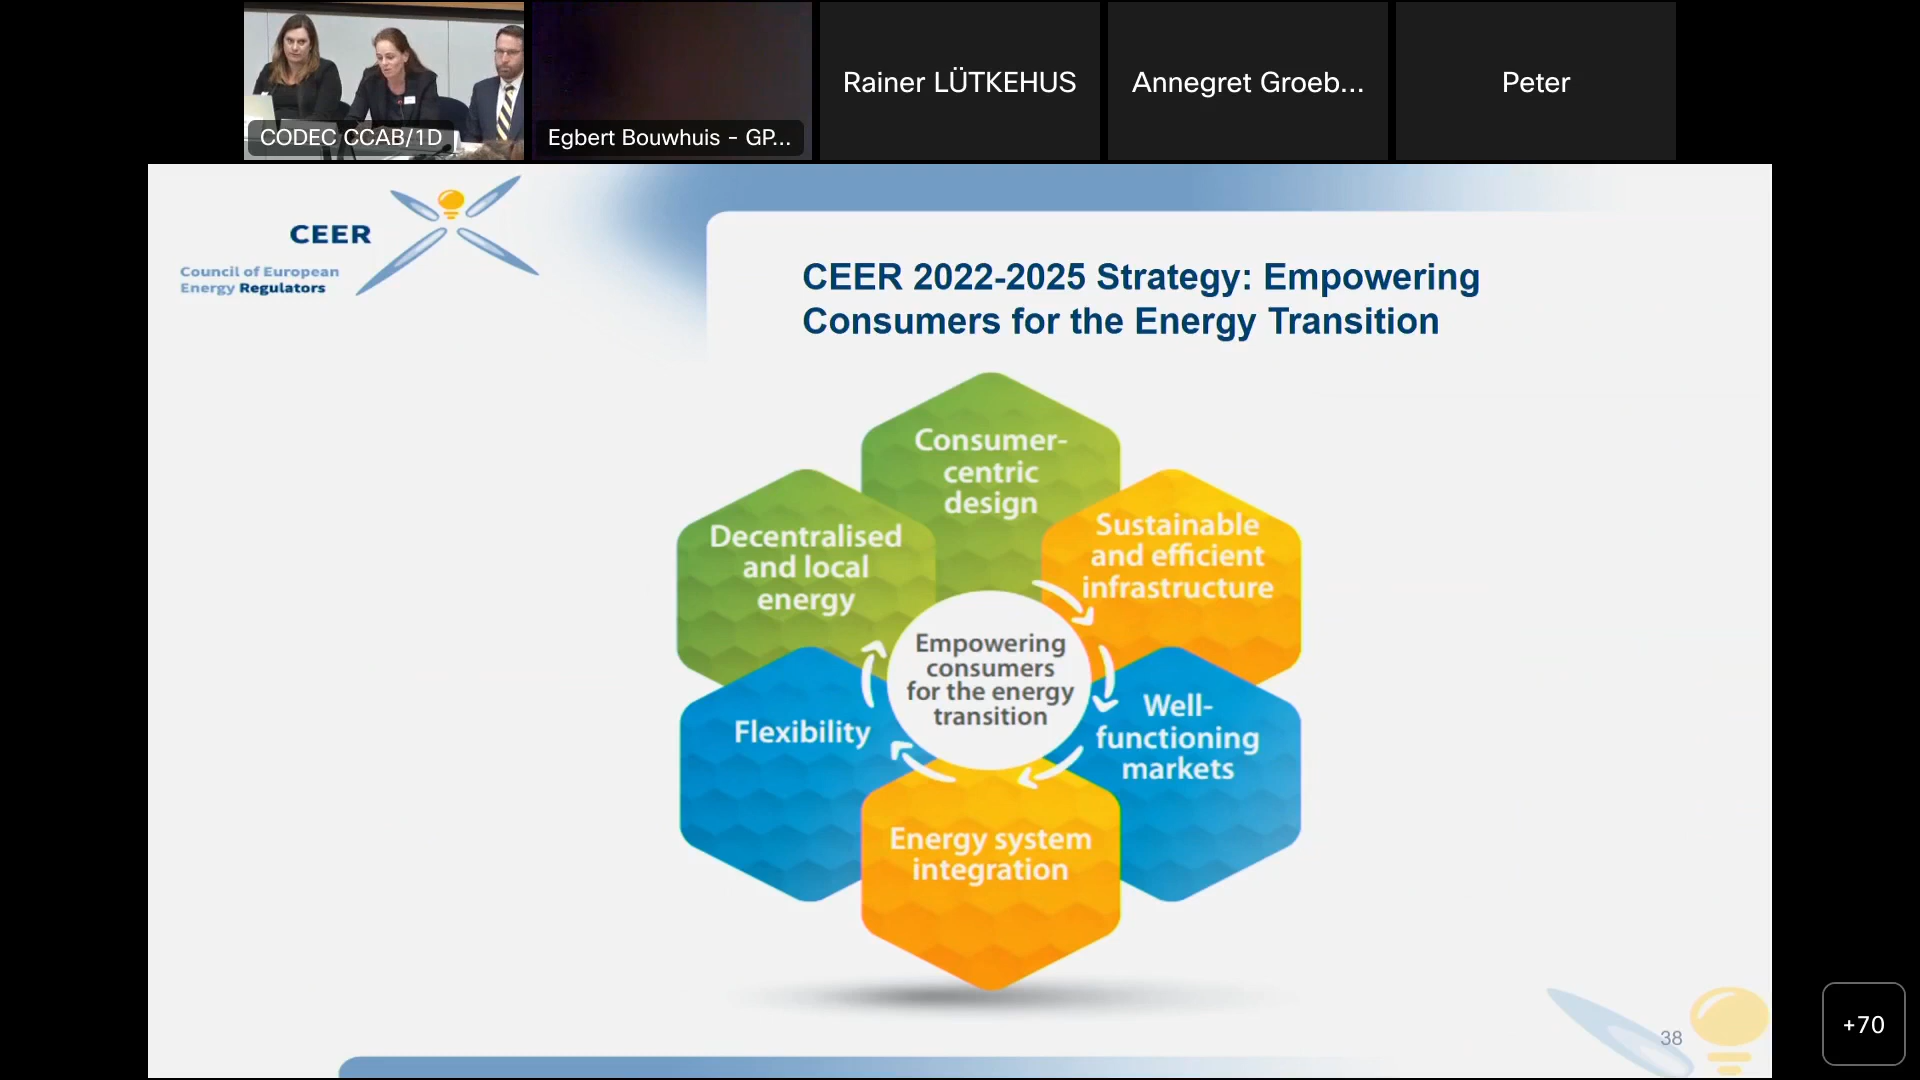 CODEC CCAB/1D
Egbert Bouwhuis - GP...
Rainer LÜTKEHUS
Annegret Groeb...
Peter
CEER
Council of European
Energy Regulators
CEER 2022-2025 Strategy: Empowering
Consumers for the Energy Transition
Consumer-
centric
design
Sustainable
and efficient
infrastructure
Well-
functioning
markets
Energy system
integration
Flexibility
Decentralised
and local
energy
Empowering
consumers
for the energy
transition
38
+70